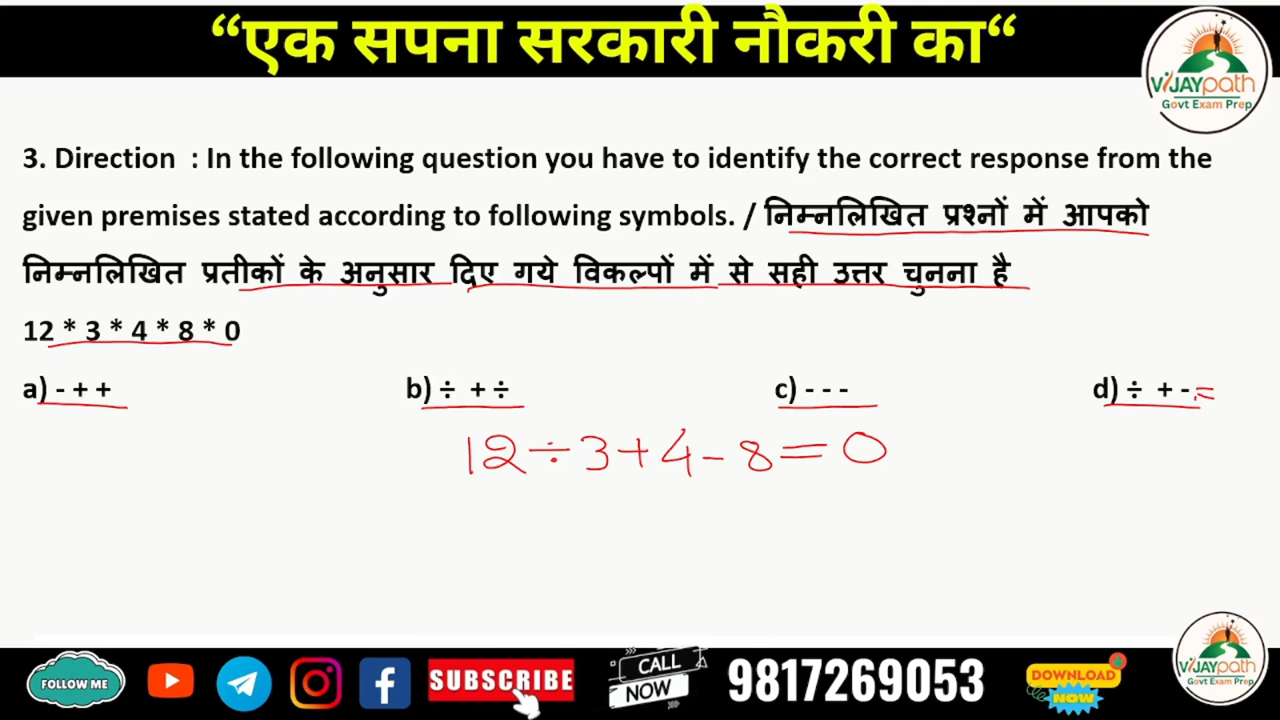 “एक सपना सरकारी नौकरी का“
ViJAYpath
Govt Exam Prep
3. Direction : In the following question you have to identify the correct response from the
given premises stated according to following symbols. / निम्नलिखित प्रश्नों में आपको
निम्नलिखित प्रतीकों के अनुसार दिए गये विकल्पों में से सही उत्तर चुनना है
12 * 3 * 4 * 8 * 0
a) - + + b) ÷ + ÷ c) - - - d) ÷ + - =
12 ÷ 3 + 4 - 8 = 0
ViJAYpath
Govt Exam Prep
FOLLOW ME
SUBSCRIBE
CALL
NOW
9817269053
DOWNLOAD
NOW